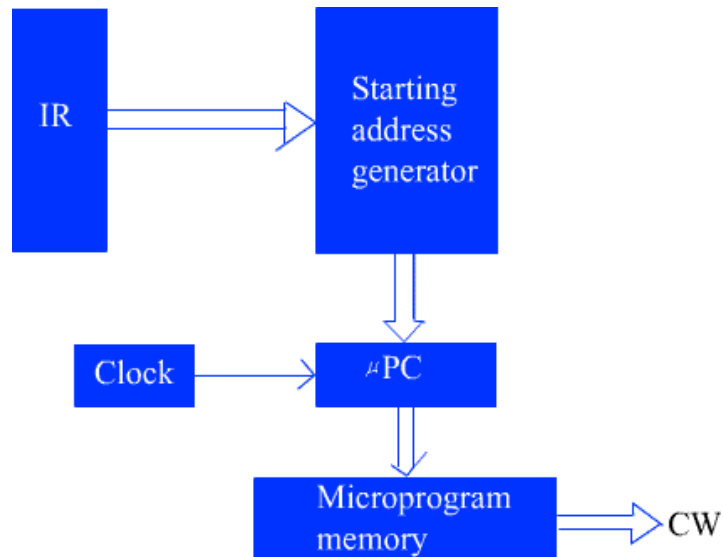 IR
Starting
address
generator
Clock
μPC
Microprogram
memory
CW